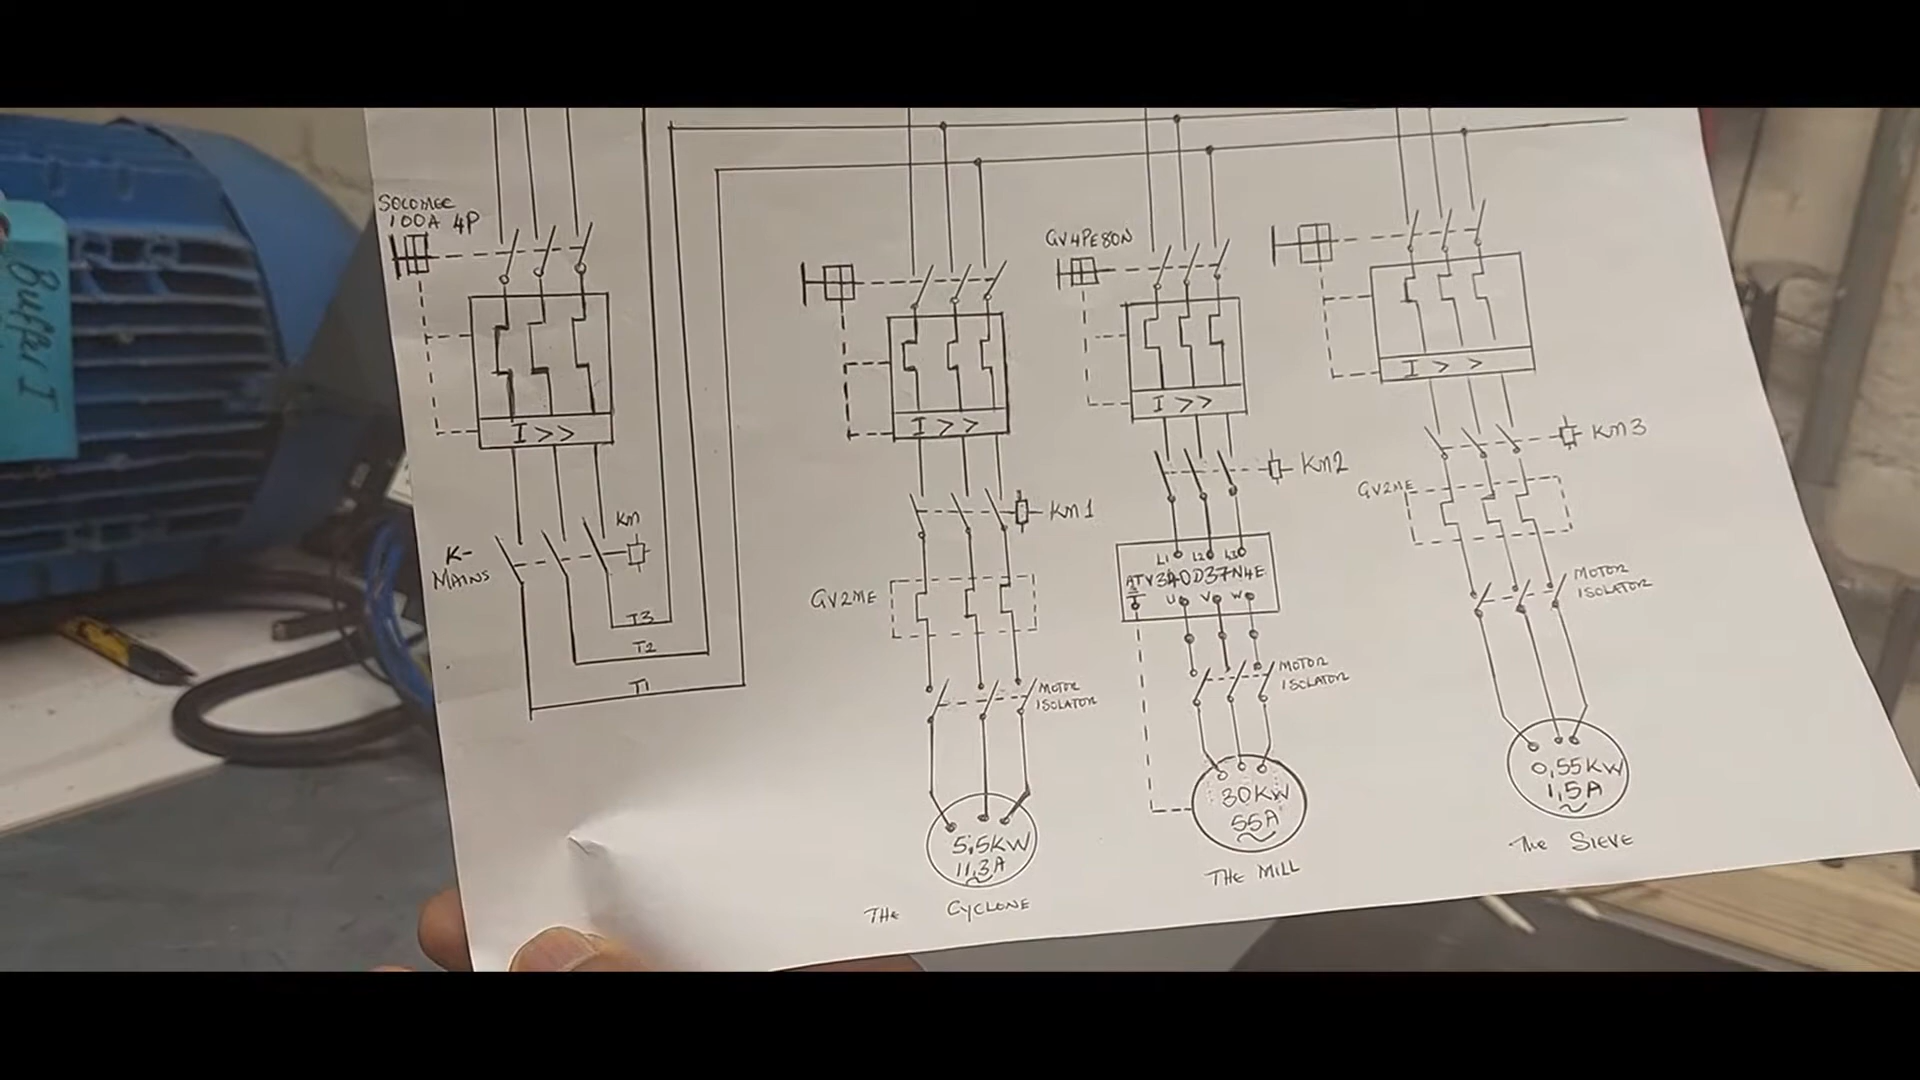 SOCOMEC
100A 4P
I >>
K-
MAINS
KM
T3
T2
T1
I >>
KM1
GV2ME
MOTOR
ISOLATOR
5,5KW
11,3A
THE CYCLONE
GV4PE80N
I >>
KM2
L1 L2 L3
ATV340D37N4E
U V W
MOTOR
ISOLATOR
30KW
55A
THE MILL
I > >
KM3
GV2ME
MOTOR
ISOLATOR
0,55KW
1,5A
The SIEVE